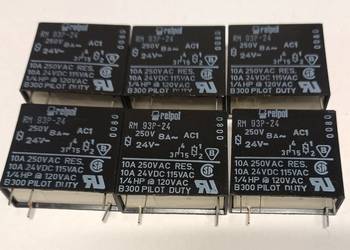 relpol
RM 93P-24
250V 8A~ AC1
24V⎓
10A 250VAC RES.
10A 24VDC 115VAC
1/4HP @ 120VAC
B300 PILOT DUTY
relpol
RM 93P-24
250V 8A~ AC1
24V⎓
10A 250VAC RES.
10A 24VDC 115VAC
1/4HP @ 120VAC
B300 PILOT DUTY
relpol
RM 93P-24
250V 8A~ AC1
24V⎓
10A 250VAC RES.
10A 24VDC 115VAC
1/4HP @ 120VAC
B300 PILOT DUTY
relpol
RM 93P-24
250V 8A~ AC1
24V⎓
10A 250VAC RES.
10A 24VDC 115VAC
1/4HP @ 120VAC
B300 PILOT DUTY
relpol
RM 93P-24
250V 8A~ AC1
24V⎓
10A 250VAC RES.
10A 24VDC 115VAC
1/4HP @ 120VAC
B300 PILOT DUTY
relpol
RM 93P-24
250V 8A~ AC1
24V⎓
10A 250VAC RES.
10A 24VDC 115VAC
1/4HP @ 120VAC
B300 PILOT DUTY